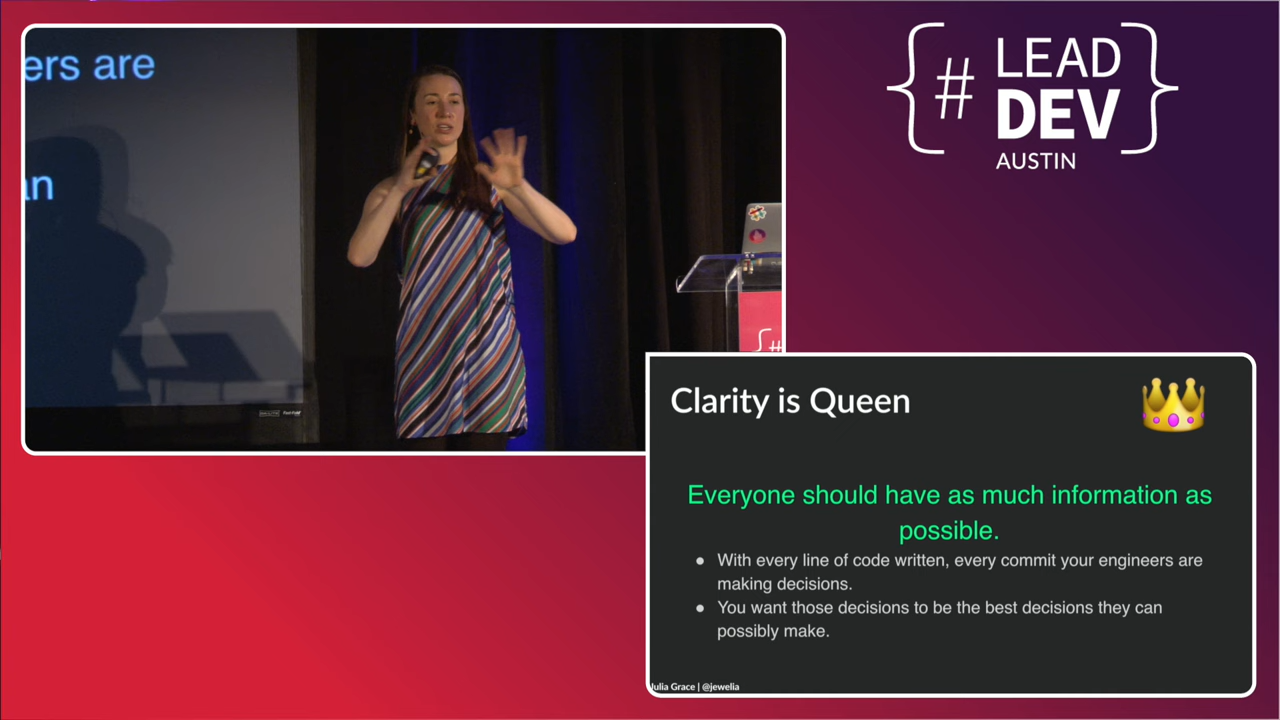 ers are
an
{# LEAD
DEV}
AUSTIN
{#
Clarity is Queen
Everyone should have as much information as
possible.
● With every line of code written, every commit your engineers are
making decisions.
● You want those decisions to be the best decisions they can
possibly make.
Julia Grace | @jewelia